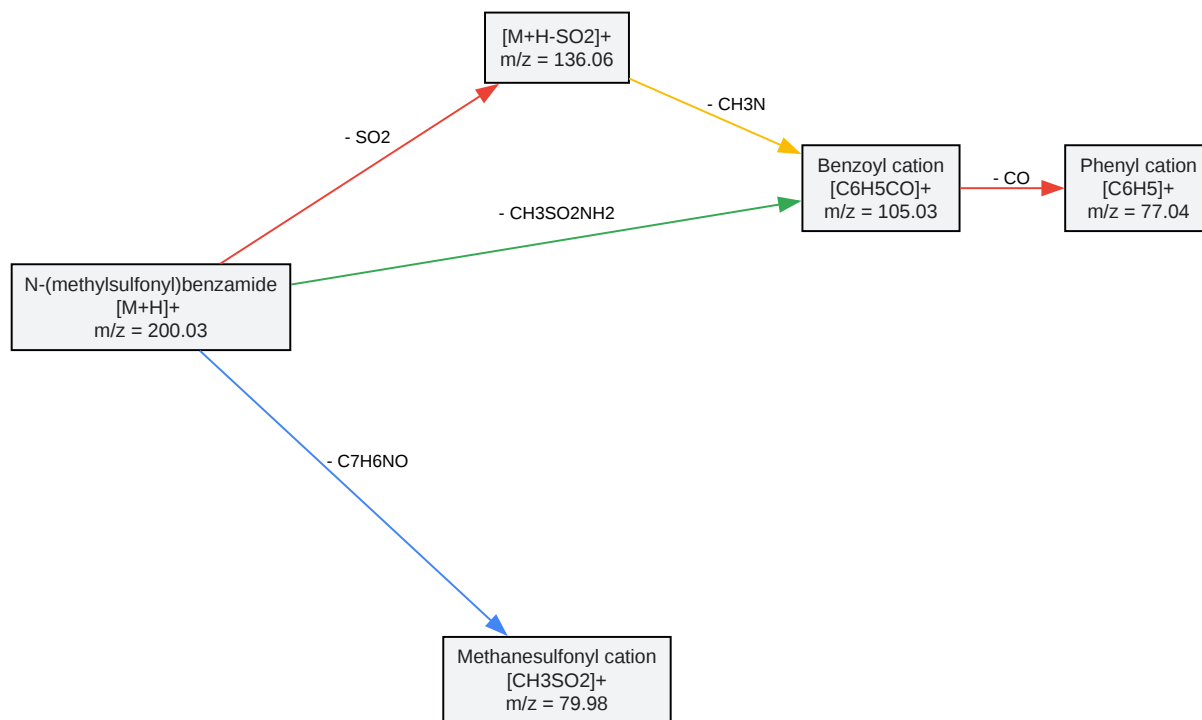 [M+H-SO2]+
m/z = 136.06
- CH3N
- SO2
Benzoyl cation
[C6H5CO]+
m/z = 105.03
- CO
Phenyl cation
[C6H5]+
m/z = 77.04
- CH3SO2NH2
N-(methylsulfonyl)benzamide
[M+H]+
m/z = 200.03
- C7H6NO
Methanesulfonyl cation
[CH3SO2]+
m/z = 79.98